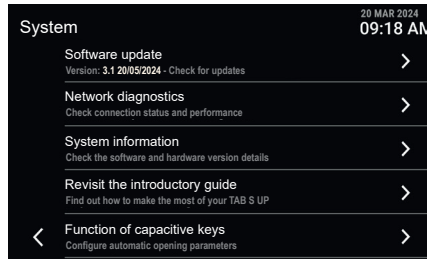 20 MAR 2024
System
09:18 AM
Software update
Version: 3.1 20/05/2024 - Check for updates
Network diagnostics
Check connection status and performance
System information
Check the software and hardware version details
Revisit the introductory guide
Find out how to make the most of your TAB S UP
Function of capacitive keys
Configure automatic opening parameters